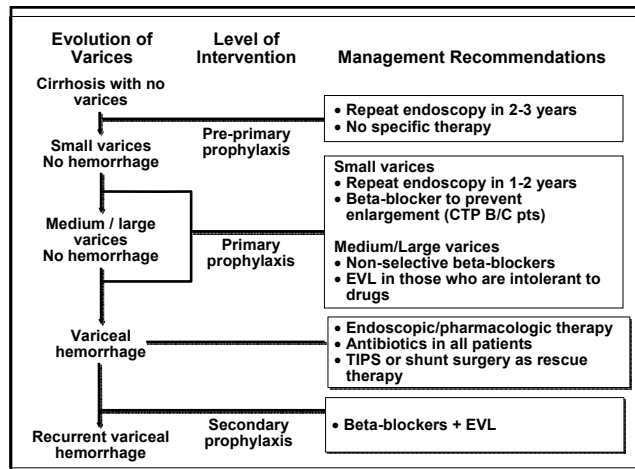 Evolution of
Varices
Level of
Intervention
Management Recommendations
Cirrhosis with no
varices
Pre-primary
prophylaxis
• Repeat endoscopy in 2-3 years
• No specific therapy
Small varices
No hemorrhage
Medium / large
varices
No hemorrhage
Primary
prophylaxis
Small varices
• Repeat endoscopy in 1-2 years
• Beta-blocker to prevent
enlargement (CTP B/C pts)
Medium/Large varices
• Non-selective beta-blockers
• EVL in those who are intolerant to
drugs
Variceal
hemorrhage
• Endoscopic/pharmacologic therapy
• Antibiotics in all patients
• TIPS or shunt surgery as rescue
therapy
Recurrent variceal
hemorrhage
Secondary
prophylaxis
• Beta-blockers + EVL